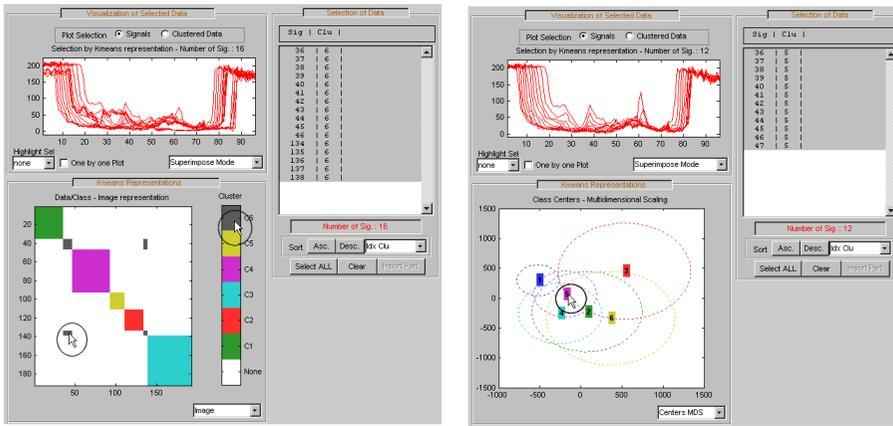 Visualization of Selected Data
Plot Selection Signals Clustered Data
Selection by Kmeans representation - Number of Sig. : 16
200
150
100
50
0
10 20 30 40 50 60 70 80 90
Highlight Sel
none One by one Plot Superimpose Mode
Selection of Data
Sig | Clu |
36 | 6 |
37 | 6 |
38 | 6 |
39 | 6 |
40 | 6 |
41 | 6 |
42 | 6 |
43 | 6 |
44 | 6 |
45 | 6 |
46 | 6 |
134 | 6 |
135 | 6 |
136 | 6 |
137 | 6 |
138 | 6 |
Number of Sig. : 16
Sort Asc. Desc. Idx Clu
Select ALL Clear Import Part
Kmeans Representations
Data/Class - Image representation
Cluster
20
40
60
80
100
120
140
160
180
50 100 150
C6
C5
C4
C3
C2
C1
None
Image
Visualization of Selected Data
Plot Selection Signals Clustered Data
Selection by Kmeans representation - Number of Sig. : 12
200
150
100
50
0
10 20 30 40 50 60 70 80 90
Highlight Sel
none One by one Plot Superimpose Mode
Selection of Data
Sig | Clu |
36 | 5 |
37 | 5 |
38 | 5 |
39 | 5 |
40 | 5 |
41 | 5 |
42 | 5 |
43 | 5 |
44 | 5 |
45 | 5 |
46 | 5 |
47 | 5 |
Number of Sig. : 12
Sort Asc. Desc. Idx Clu
Select ALL Clear Import Part
Kmeans Representations
Class Centers - Multidimensional Scaling
1500
1000
500
0
-500
-1000
-1500
-1000 -500 0 500 1000 1500
3
2
6
Centers MDS